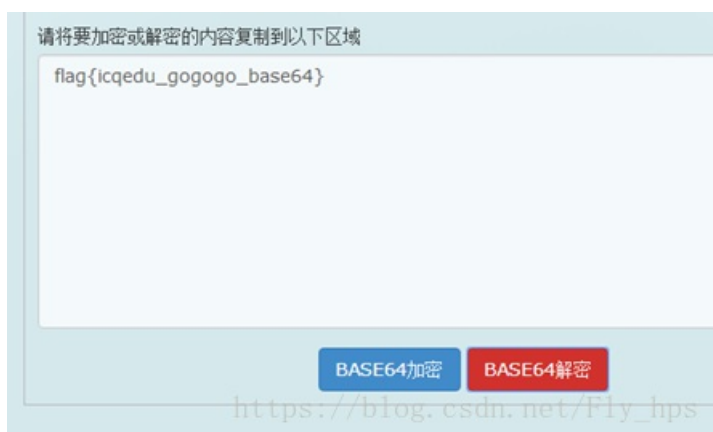 请将要加密或解密的内容复制到以下区域
flag{icqedu_gogogo_base64}
BASE64加密 BASE64解密
https://blog.csdn.net/Fly_hps